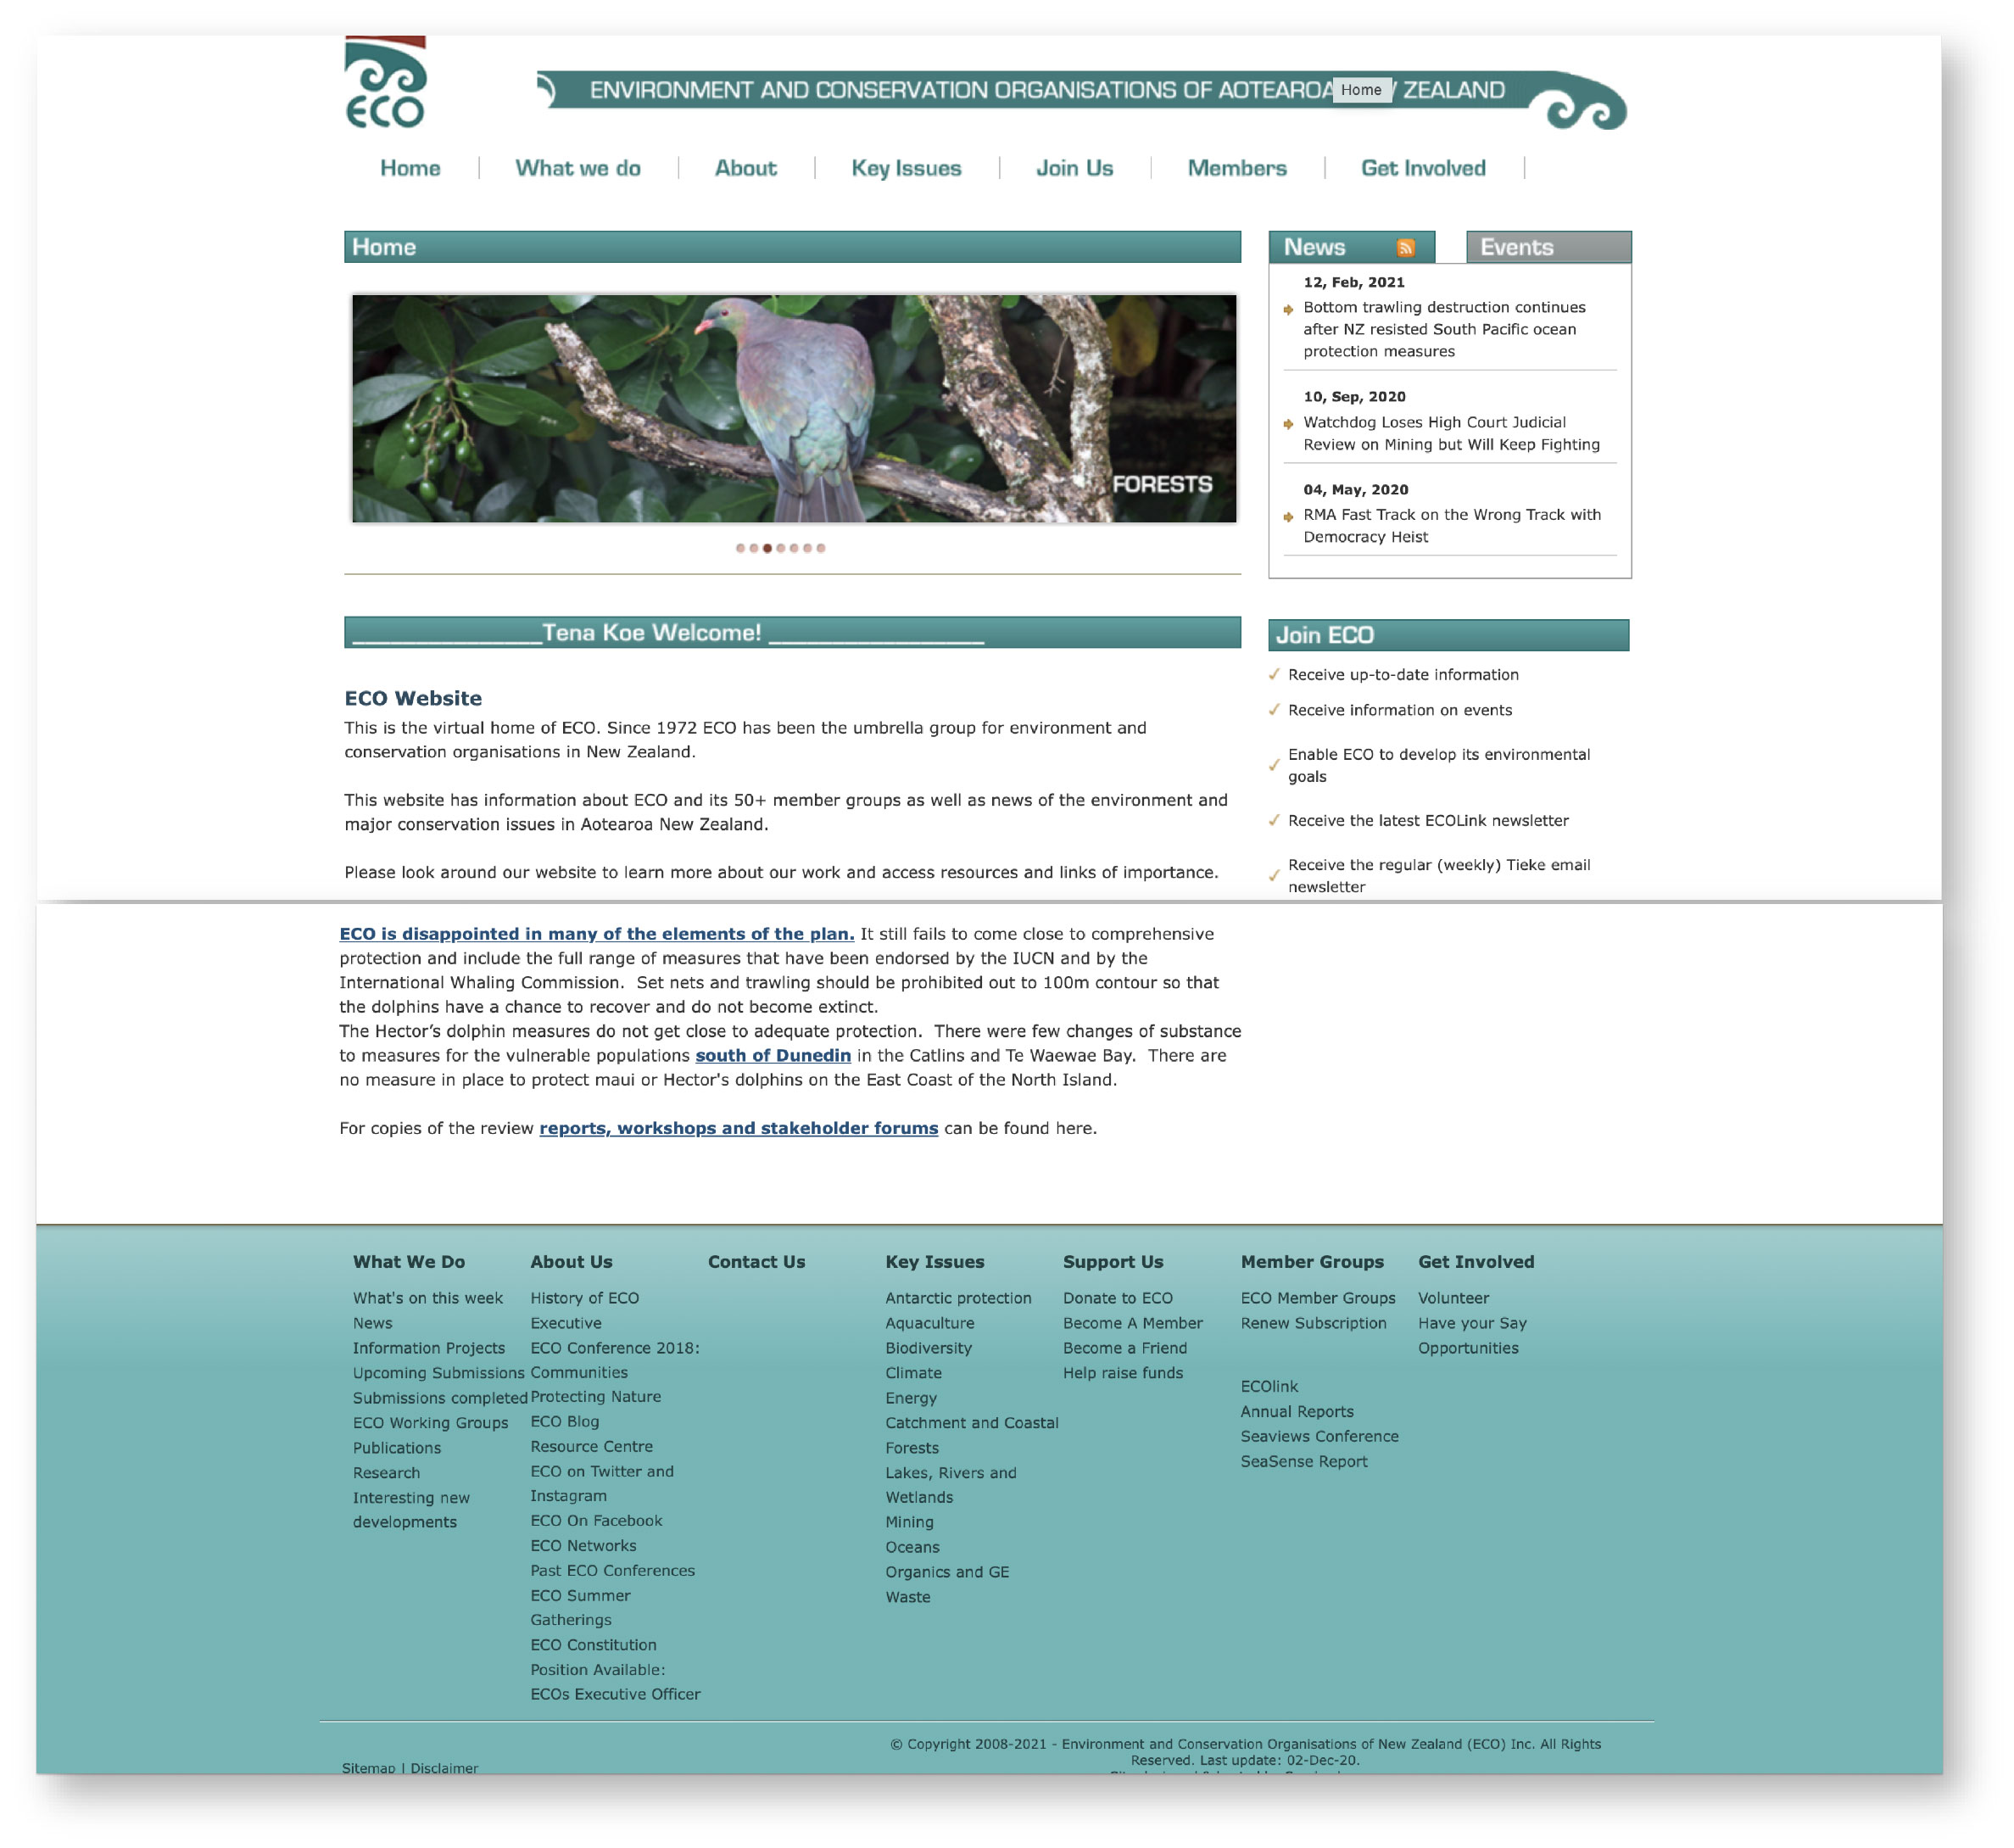 ECO
ENVIRONMENT AND CONSERVATION ORGANISATIONS OF AOTEAROA
Home
ZEALAND
Home
What we do
About
Key Issues
Join Us
Members
Get Involved
Home
FORESTS
News
Events
12, Feb, 2021
Bottom trawling destruction continues
after NZ resisted South Pacific ocean
protection measures
10, Sep, 2020
Watchdog Loses High Court Judicial
Review on Mining but Will Keep Fighting
04, May, 2020
RMA Fast Track on the Wrong Track with
Democracy Heist
_______________Tena Koe Welcome! _________________
ECO Website
This is the virtual home of ECO. Since 1972 ECO has been the umbrella group for environment and
conservation organisations in New Zealand.
This website has information about ECO and its 50+ member groups as well as news of the environment and
major conservation issues in Aotearoa New Zealand.
Please look around our website to learn more about our work and access resources and links of importance.
Join ECO
Receive up-to-date information
Receive information on events
Enable ECO to develop its environmental
goals
Receive the latest ECOLink newsletter
Receive the regular (weekly) Tieke email
newsletter
ECO is disappointed in many of the elements of the plan. It still fails to come close to comprehensive
protection and include the full range of measures that have been endorsed by the IUCN and by the
International Whaling Commission.  Set nets and trawling should be prohibited out to 100m contour so that
the dolphins have a chance to recover and do not become extinct.
The Hector’s dolphin measures do not get close to adequate protection.  There were few changes of substance
to measures for the vulnerable populations south of Dunedin in the Catlins and Te Waewae Bay.  There are
no measure in place to protect maui or Hector's dolphins on the East Coast of the North Island.
For copies of the review reports, workshops and stakeholder forums can be found here.
What We Do
What's on this week
News
Information Projects
Upcoming Submissions
Submissions completed
ECO Working Groups
Publications
Research
Interesting new
developments
About Us
History of ECO
Executive
ECO Conference 2018:
Communities
Protecting Nature
ECO Blog
Resource Centre
ECO on Twitter and
Instagram
ECO On Facebook
ECO Networks
Past ECO Conferences
ECO Summer
Gatherings
ECO Constitution
Position Available:
ECOs Executive Officer
Contact Us
Key Issues
Antarctic protection
Aquaculture
Biodiversity
Climate
Energy
Catchment and Coastal
Forests
Lakes, Rivers and
Wetlands
Mining
Oceans
Organics and GE
Waste
Support Us
Donate to ECO
Become A Member
Become a Friend
Help raise funds
Member Groups
ECO Member Groups
Renew Subscription
ECOlink
Annual Reports
Seaviews Conference
SeaSense Report
Get Involved
Volunteer
Have your Say
Opportunities
Sitemap | Disclaimer
© Copyright 2008-2021 - Environment and Conservation Organisations of New Zealand (ECO) Inc. All Rights
Reserved. Last update: 02-Dec-20.